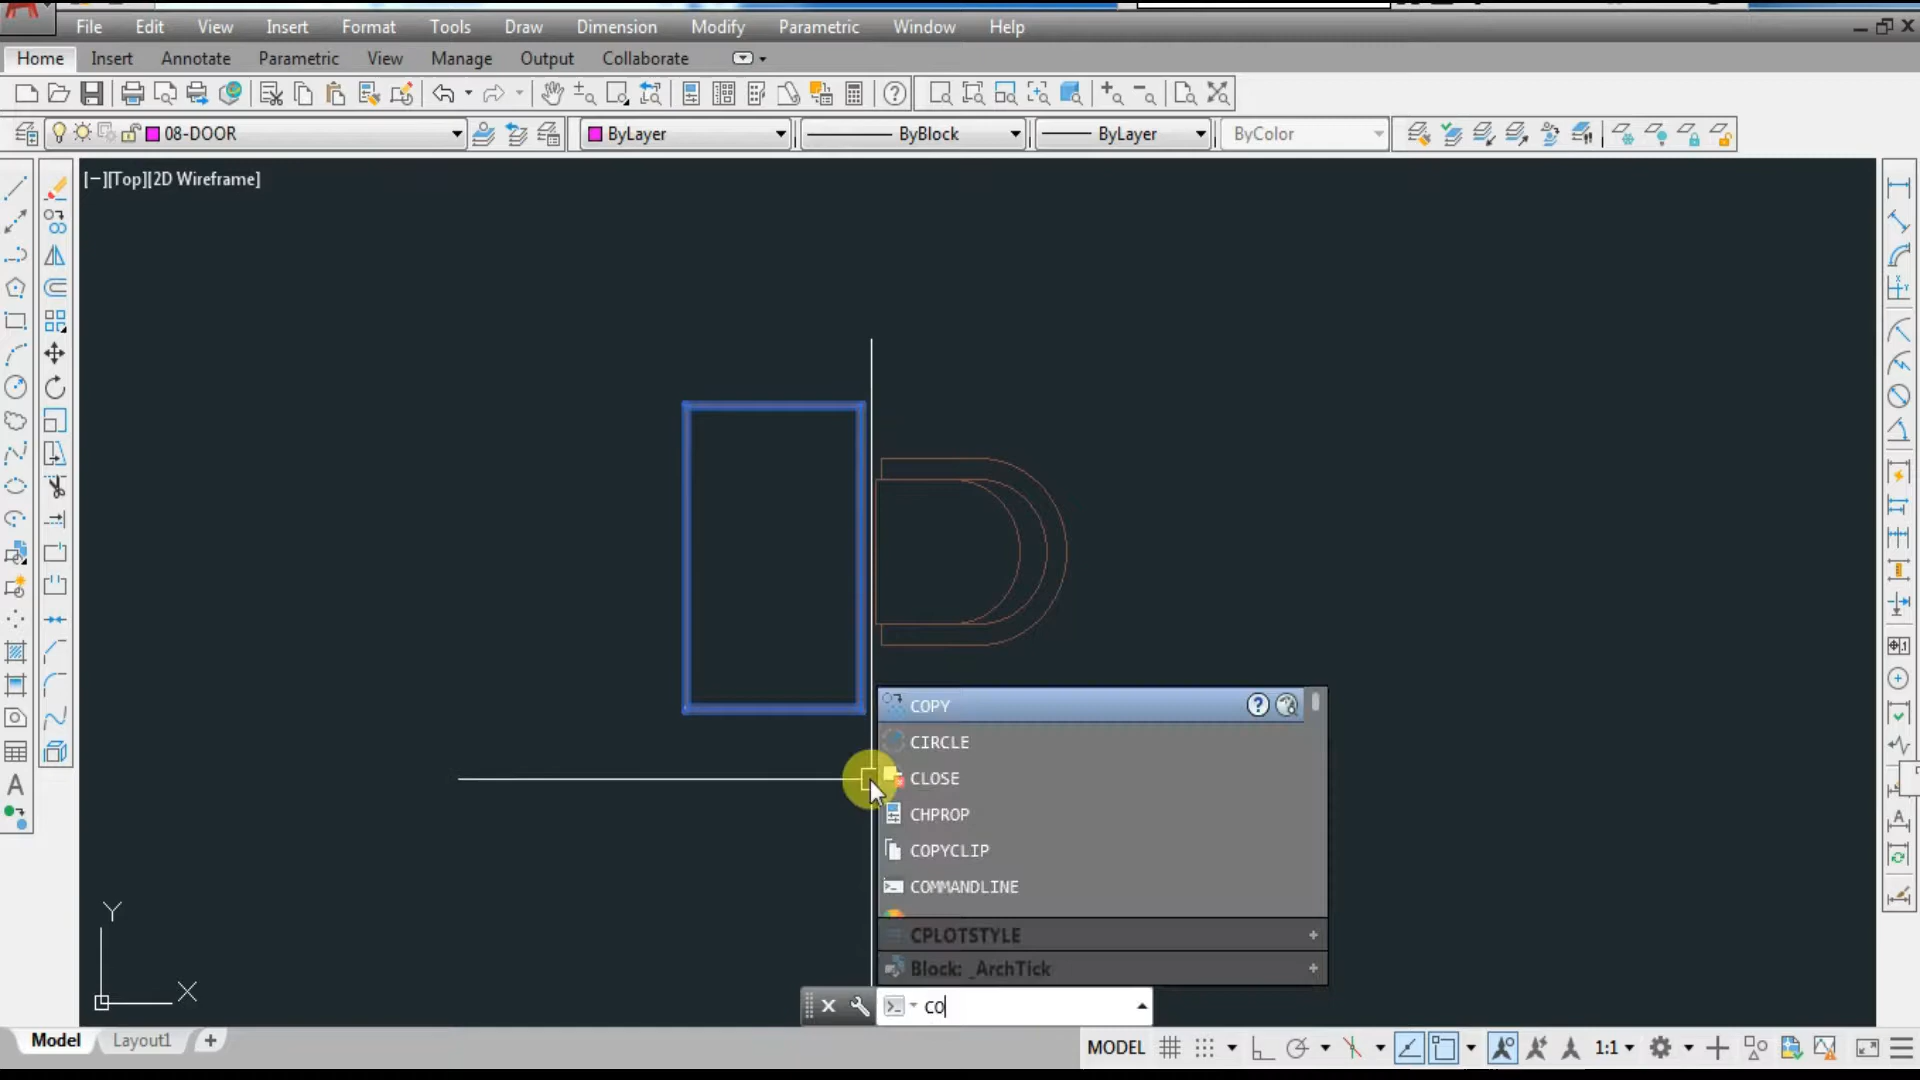 File Edit View Insert Format Tools Draw Dimension Modify Parametric Window Help
Home Insert Annotate Parametric View Manage Output Collaborate
08-DOOR ByLayer ByBlock ByLayer ByColor
[−][Top][2D Wireframe]
COPY
CIRCLE
CLOSE
CHPROP
COPYCLIP
COMMANDLINE
CPLOTSTYLE +
Block: _ArchTick +
Y
X
CO
Model Layout1 +
MODEL 1:1